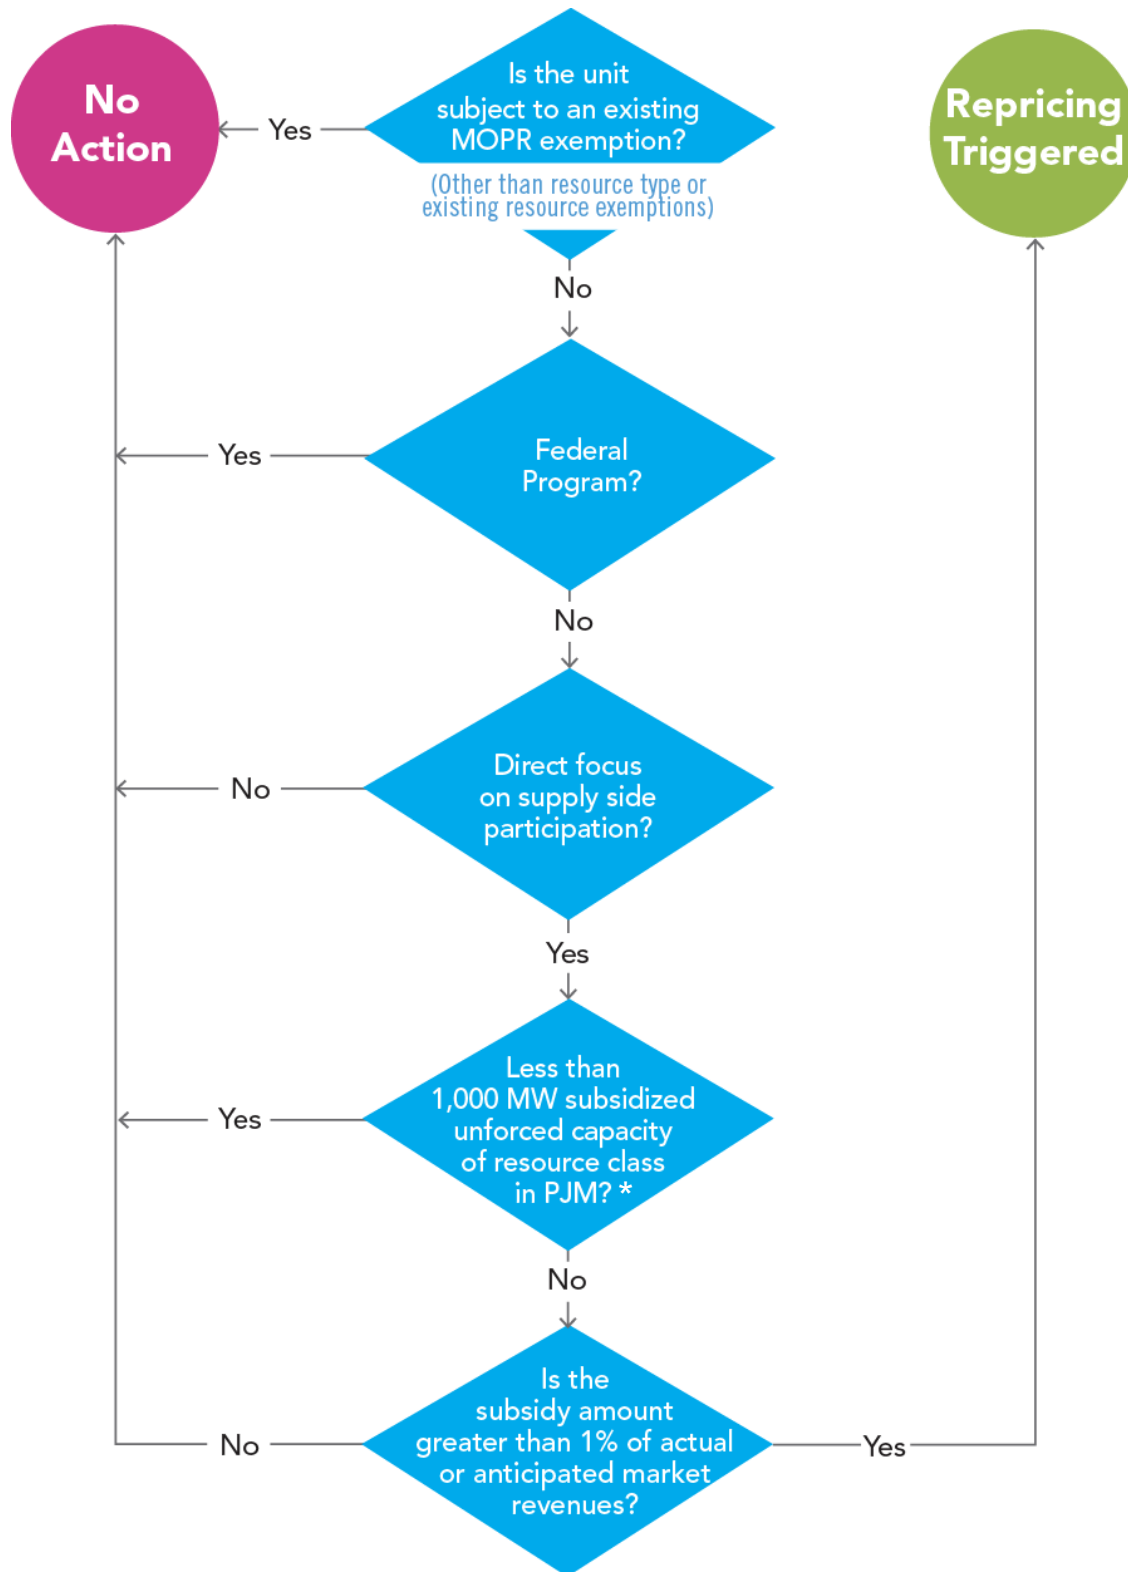 No
Action
Yes
Is the unit
subject to an existing
MOPR exemption?
(Other than resource type or
existing resource exemptions)
Repricing
Triggered
No
Yes
Federal
Program?
No
No
Direct focus
on supply side
participation?
Yes
Yes
Less than
1,000 MW subsidized
unforced capacity
of resource class
in PJM? *
No
No
Is the
subsidy amount
greater than 1% of actual
or anticipated market
revenues?
Yes